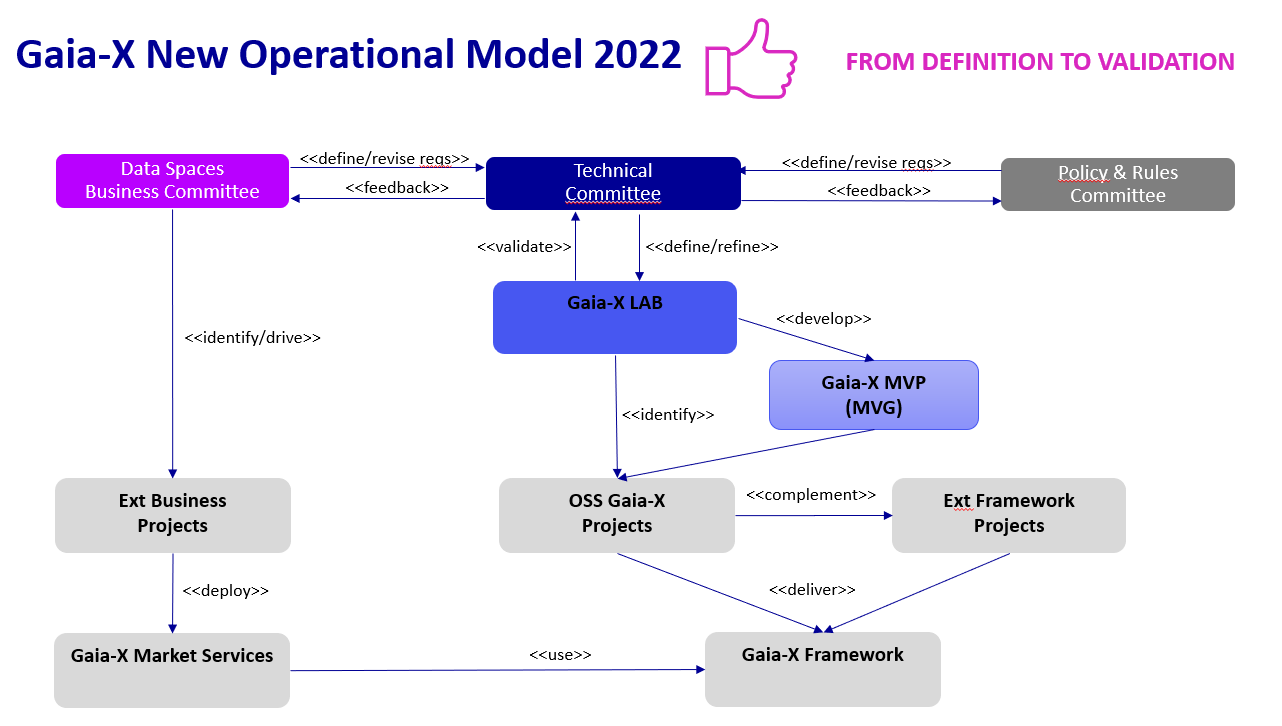 Gaia-X New Operational Model 2022
FROM DEFINITION TO VALIDATION
Data Spaces
Business Committee
<<define/revise reqs>>
<<feedback>>
Technical
Committee
<<define/revise reqs>>
<<feedback>>
Policy & Rules
Committee
<<validate>>
<<define/refine>>
Gaia-X LAB
<<develop>>
<<identify/drive>>
Gaia-X MVP
(MVG)
<<identify>>
Ext Business
Projects
OSS Gaia-X
Projects
<<complement>>
Ext Framework
Projects
<<deploy>>
<<deliver>>
Gaia-X Market Services
<<use>>
Gaia-X Framework